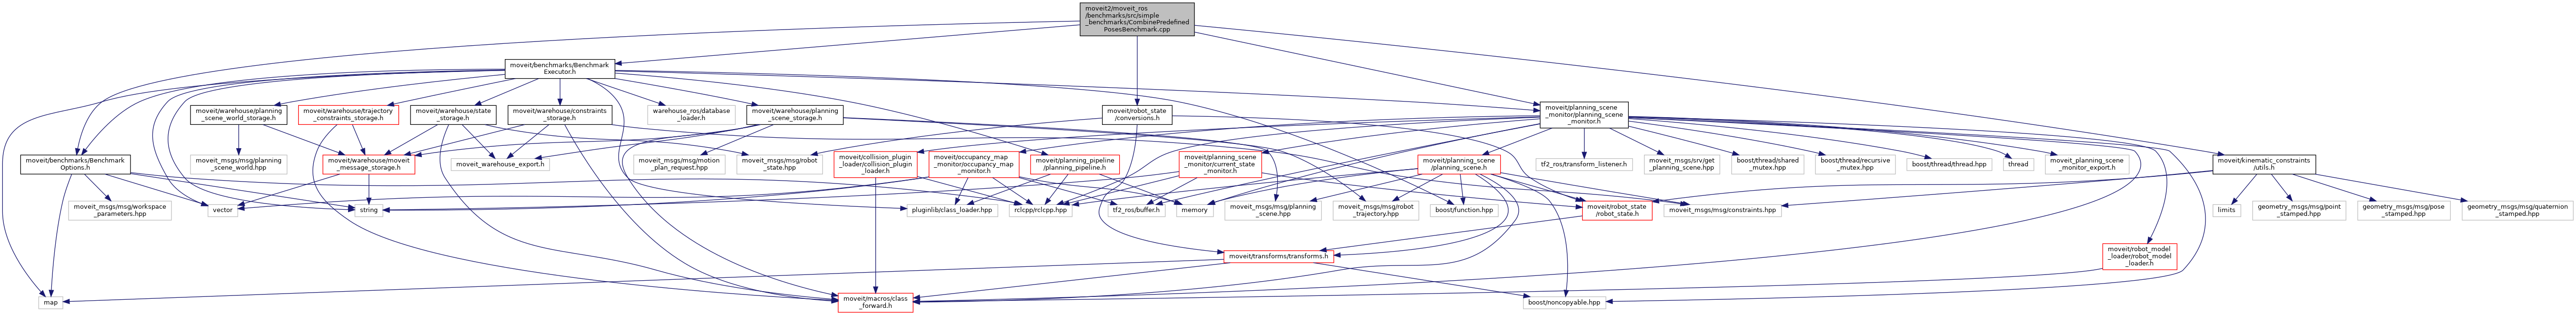 moveit2/moveit_ros
/benchmarks/src/simple
_benchmarks/CombinePredefined
PosesBenchmark.cpp
moveit/benchmarks/Benchmark
Executor.h
moveit/warehouse/planning
_scene_world_storage.h
moveit/warehouse/trajectory
_constraints_storage.h
moveit/warehouse/state
_storage.h
moveit/warehouse/constraints
_storage.h
warehouse_ros/database
_loader.h
moveit/warehouse/planning
_scene_storage.h
moveit/robot_state
/conversions.h
moveit/planning_scene
_monitor/planning_scene
_monitor.h
moveit/benchmarks/Benchmark
Options.h
moveit_msgs/msg/planning
_scene_world.hpp
moveit/warehouse/moveit
_message_storage.h
moveit_warehouse_export.h
moveit_msgs/msg/motion
_plan_request.hpp
moveit_msgs/msg/robot
_state.hpp
moveit/collision_plugin
_loader/collision_plugin
_loader.h
moveit/occupancy_map
_monitor/occupancy_map
_monitor.h
moveit/planning_pipeline
/planning_pipeline.h
moveit/planning_scene
_monitor/current_state
_monitor.h
moveit/planning_scene
/planning_scene.h
tf2_ros/transform_listener.h
moveit_msgs/srv/get
_planning_scene.hpp
boost/thread/shared
_mutex.hpp
boost/thread/recursive
_mutex.hpp
boost/thread/thread.hpp
thread
moveit_planning_scene
_monitor_export.h
moveit/kinematic_constraints
/utils.h
moveit_msgs/msg/workspace
_parameters.hpp
vector
string
pluginlib/class_loader.hpp
rclcpp/rclcpp.hpp
tf2_ros/buffer.h
memory
moveit_msgs/msg/planning
_scene.hpp
moveit_msgs/msg/robot
_trajectory.hpp
boost/function.hpp
moveit/robot_state
/robot_state.h
moveit_msgs/msg/constraints.hpp
limits
geometry_msgs/msg/point
_stamped.hpp
geometry_msgs/msg/pose
_stamped.hpp
geometry_msgs/msg/quaternion
_stamped.hpp
moveit/transforms/transforms.h
moveit/robot_model
_loader/robot_model
_loader.h
map
moveit/macros/class
_forward.h
boost/noncopyable.hpp